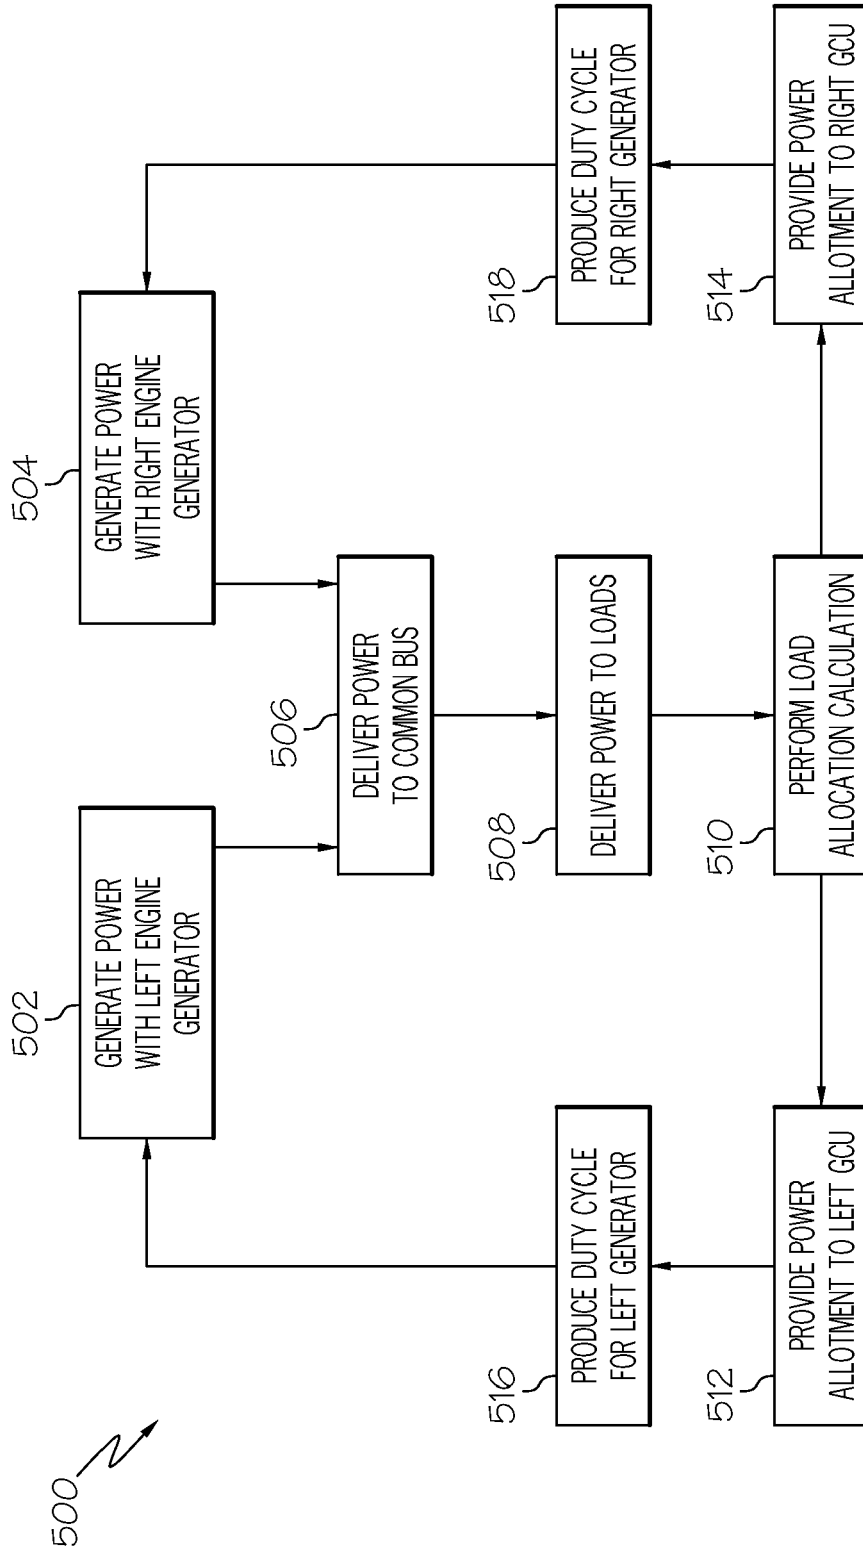 500
502
GENERATE POWER
WITH LEFT ENGINE
GENERATOR
504
GENERATE POWER
WITH RIGHT ENGINE
GENERATOR
506
DELIVER POWER
TO COMMON BUS
508
DELIVER POWER TO LOADS
516
PRODUCE DUTY CYCLE
FOR LEFT GENERATOR
518
PRODUCE DUTY CYCLE
FOR RIGHT GENERATOR
512
PROVIDE POWER
ALLOTMENT TO LEFT GCU
510
PERFORM LOAD
ALLOCATION CALCULATION
514
PROVIDE POWER
ALLOTMENT TO RIGHT GCU